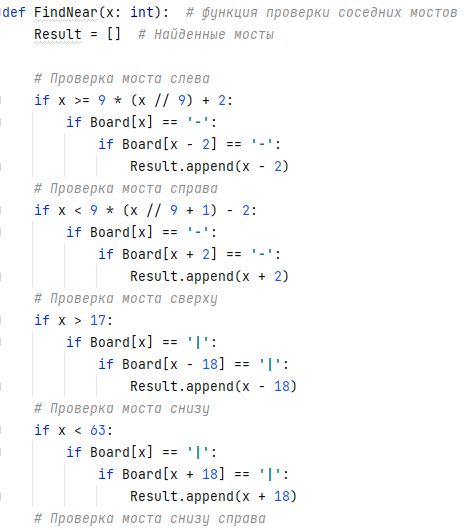 def FindNear(x: int):  # функция проверки соседних мостов
    Result = []  # Найденные мосты

    # Проверка моста слева
    if x >= 9 * (x // 9) + 2:
        if Board[x] == '-':
            if Board[x - 2] == '-':
                Result.append(x - 2)
    # Проверка моста справа
    if x < 9 * (x // 9 + 1) - 2:
        if Board[x] == '-':
            if Board[x + 2] == '-':
                Result.append(x + 2)
    # Проверка моста сверху
    if x > 17:
        if Board[x] == '|':
            if Board[x - 18] == '|':
                Result.append(x - 18)
    # Проверка моста снизу
    if x < 63:
        if Board[x] == '|':
            if Board[x + 18] == '|':
                Result.append(x + 18)
    # Проверка моста снизу справа